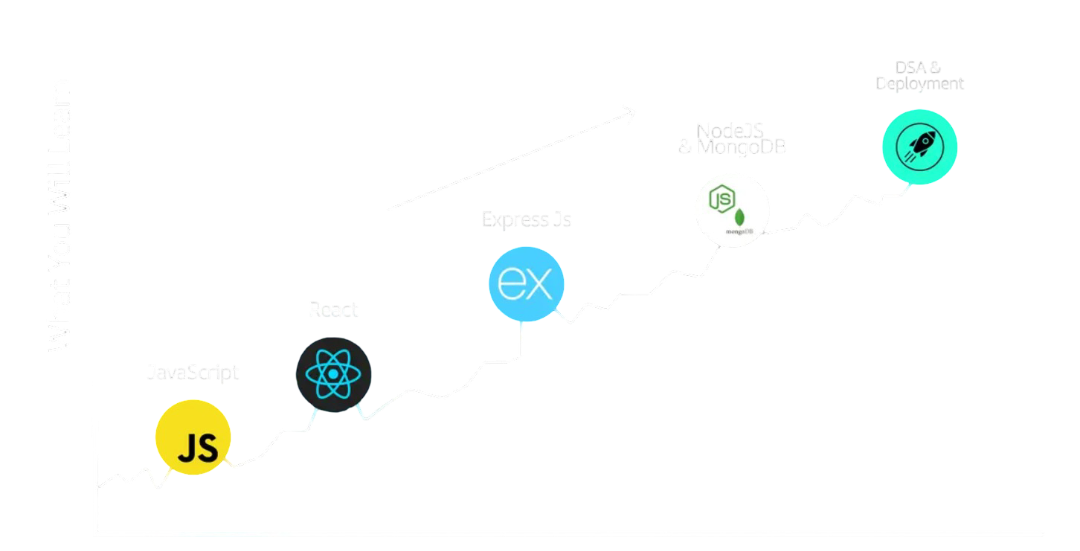 What You Will Learn
DSA &
Deployment
NodeJS
& MongoDB
JS
mongoDB
Express Js
ex
React
JavaScript
JS